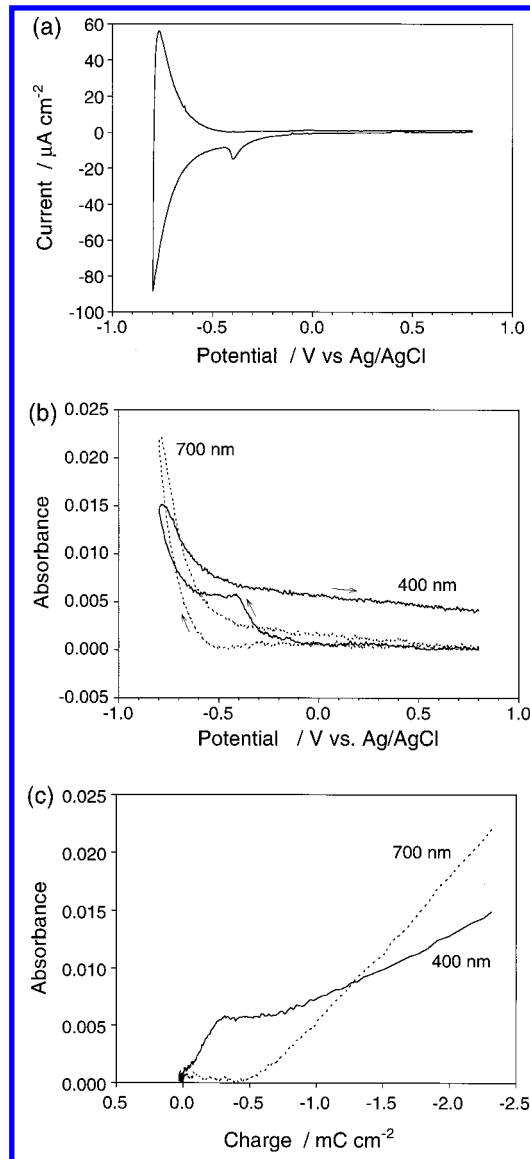 (a)
60
40
20
0
-20
-40
-60
-80
-100
Current / μA cm-2
-1.0 -0.5 0.0 0.5 1.0
Potential / V vs Ag/AgCl
(b)
0.025
0.020
0.015
0.010
0.005
0.000
-0.005
Absorbance
700 nm
400 nm
-1.0 -0.5 0.0 0.5 1.0
Potential / V vs. Ag/AgCl
(c)
0.025
0.020
0.015
0.010
0.005
0.000
Absorbance
700 nm
400 nm
0.5 0.0 -0.5 -1.0 -1.5 -2.0 -2.5
Charge / mC cm-2